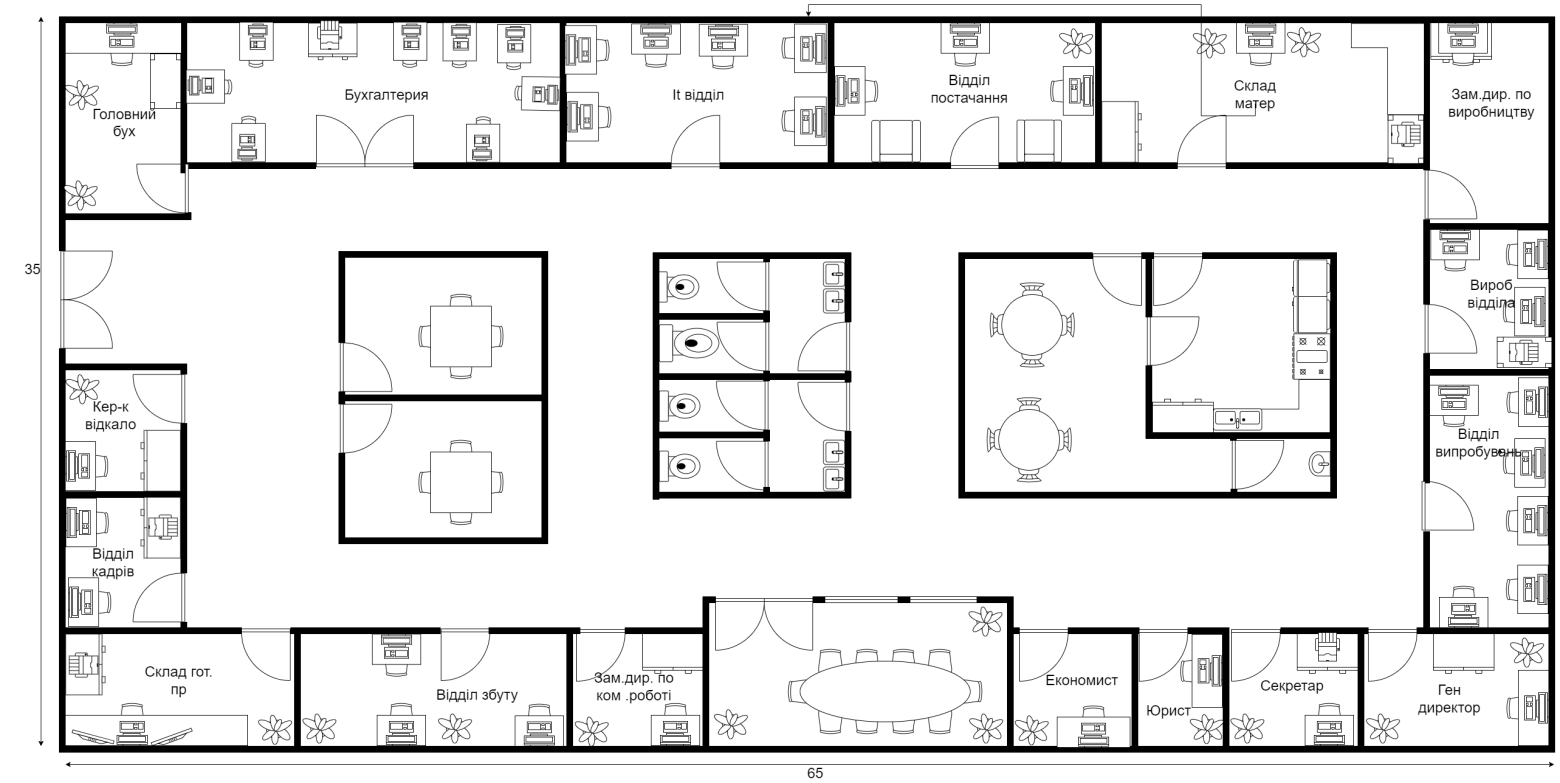 Головний
бух
Бухгалтерия
It відділ
Відділ
постачання
Склад
матер
Зам.дир. по
виробництву
35
Вироб
відділа
Кер-к
відкало
Відділ
випробувань
Відділ
кадрів
Склад гот.
пр
Відділ збуту
Зам.дир. по
ком .роботі
Економист
Юрист
Секретар
Ген
директор
65